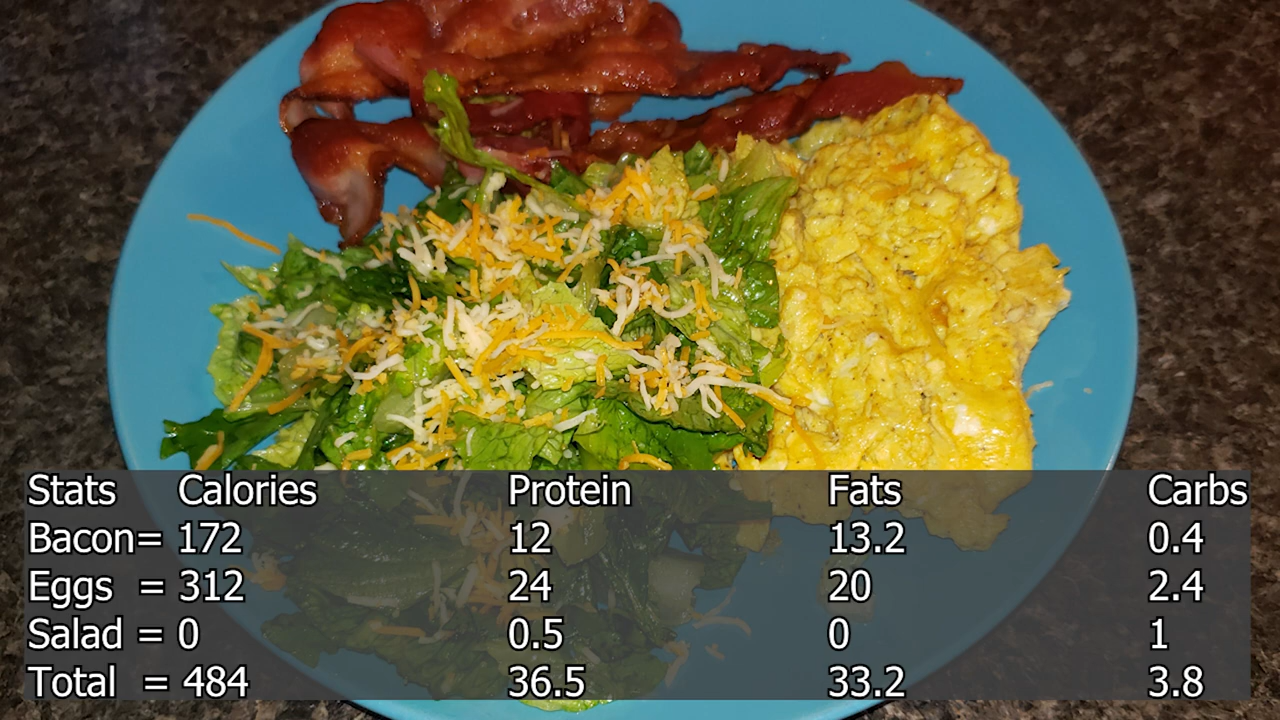 Stats Calories Protein Fats Carbs
Bacon= 172 12 13.2 0.4
Eggs = 312 24 20 2.4
Salad = 0 0.5 0 1
Total = 484 36.5 33.2 3.8